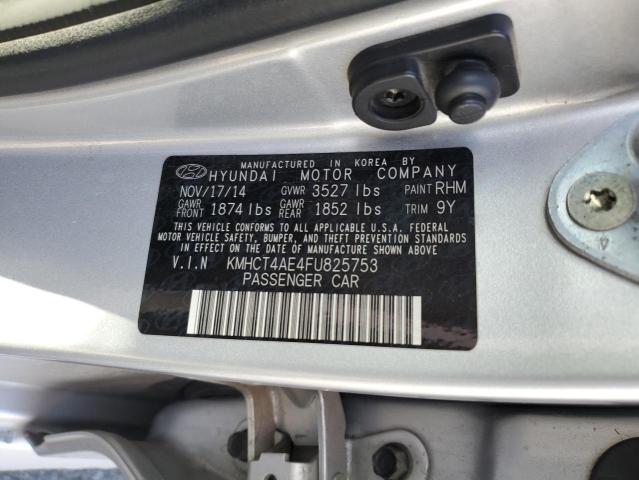 MANUFACTURED IN KOREA BY
HYUNDAI MOTOR COMPANY
NOV/17/14 GVWR 3527 lbs PAINT RHM
GAWR FRONT 1874 lbs GAWR REAR 1852 lbs TRIM 9Y
THIS VEHICLE CONFORMS TO ALL APPLICABLE U.S.A. FEDERAL
MOTOR VEHICLE SAFETY, BUMPER, AND THEFT PREVENTION STANDARDS
IN EFFECT ON THE DATE OF MANUFACTURE SHOWN ABOVE
V.I.N KMHCT4AE4FU825753
PASSENGER CAR